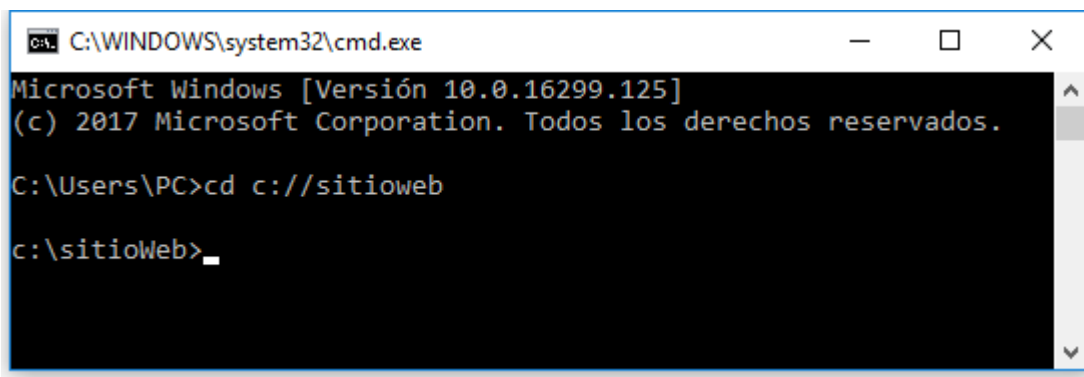 C:\WINDOWS\system32\cmd.exe
Microsoft Windows [Versión 10.0.16299.125]
(c) 2017 Microsoft Corporation. Todos los derechos reservados.
C:\Users\PC>cd c://sitioweb
c:\sitioWeb>